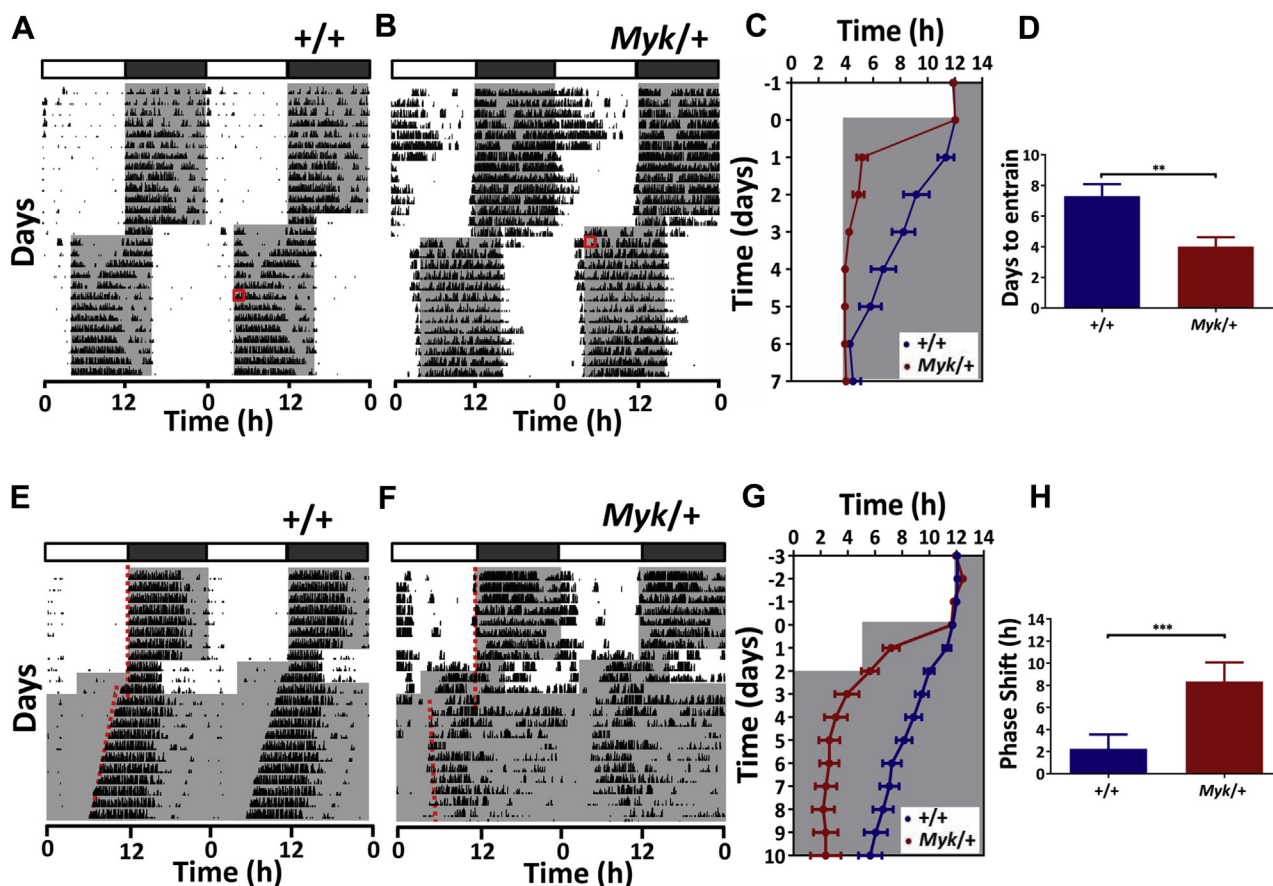 A
+/+
Days
0 12 0 12 0
Time (h)
B
Myk/+
0 12 0 12 0
Time (h)
C
Time (h)
0 2 4 6 8 10 12 14
Time (days)
-1
0
1
2
3
4
5
6
7
+/+
Myk/+
D
Days to entrain
10
8
6
4
2
0
**
+/+ Myk/+
E
+/+
Days
0 12 0 12 0
Time (h)
F
Myk/+
0 12 0 12 0
Time (h)
G
Time (h)
0 2 4 6 8 10 12 14
Time (days)
-3
-2
-1
0
1
2
3
4
5
6
7
8
9
10
+/+
Myk/+
H
Phase Shift (h)
14
12
10
8
6
4
2
0
***
+/+ Myk/+